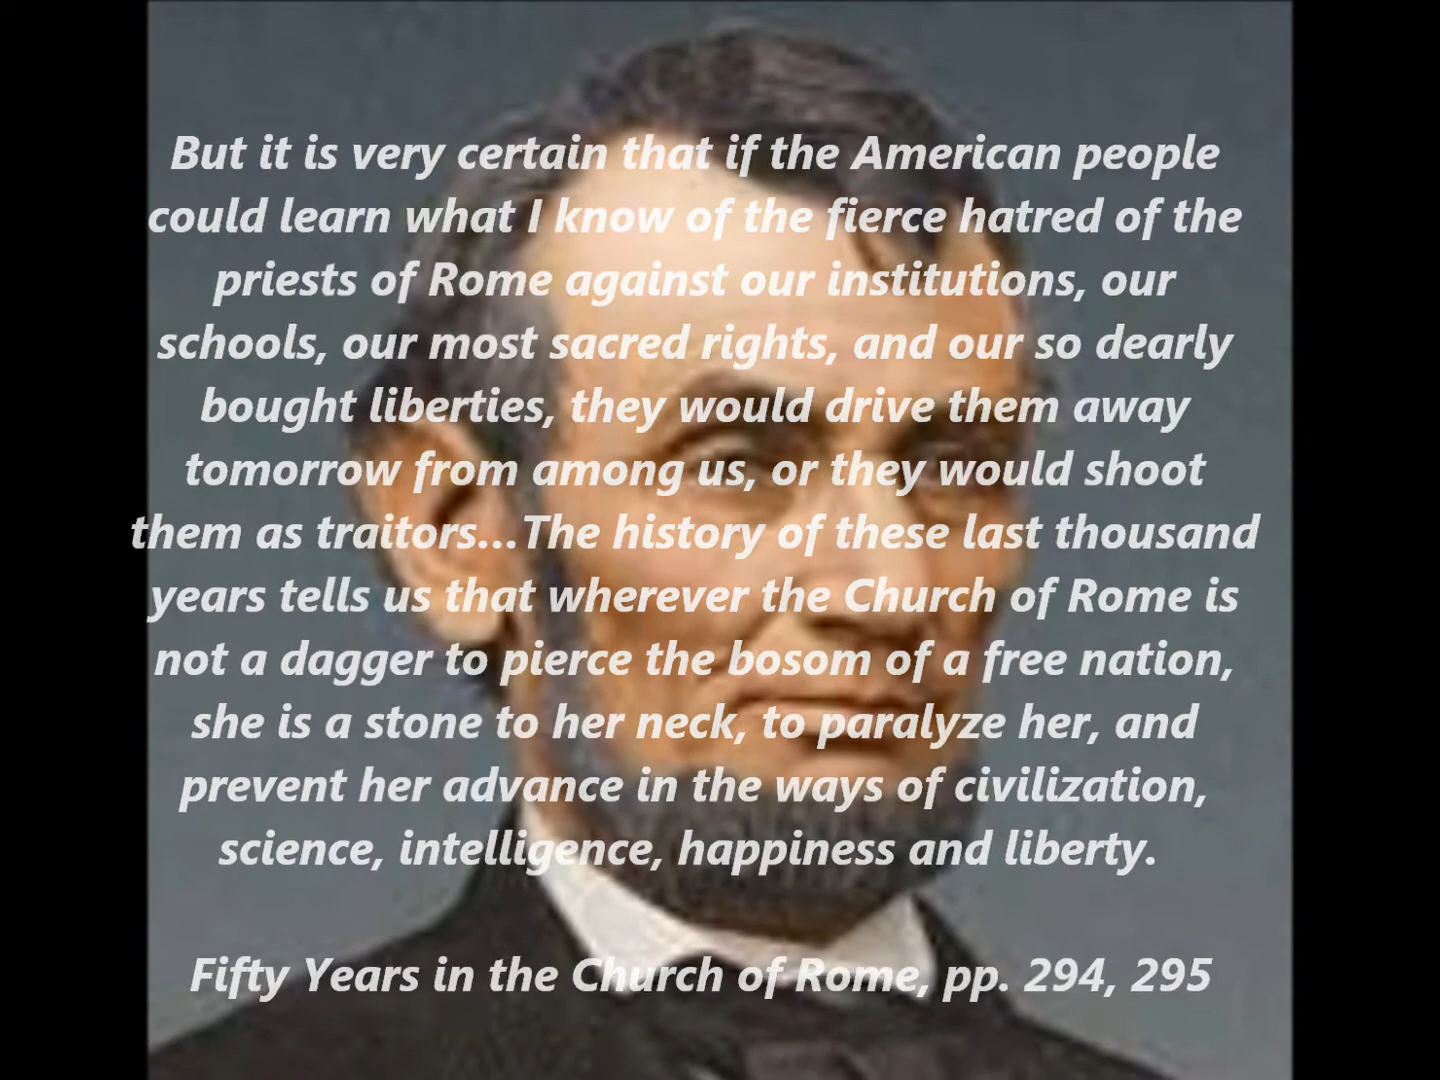 But it is very certain that if the American people
could learn what I know of the fierce hatred of the
priests of Rome against our institutions, our
schools, our most sacred rights, and our so dearly
bought liberties, they would drive them away
tomorrow from among us, or they would shoot
them as traitors...The history of these last thousand
years tells us that wherever the Church of Rome is
not a dagger to pierce the bosom of a free nation,
she is a stone to her neck, to paralyze her, and
prevent her advance in the ways of civilization,
science, intelligence, happiness and liberty.
Fifty Years in the Church of Rome, pp. 294, 295